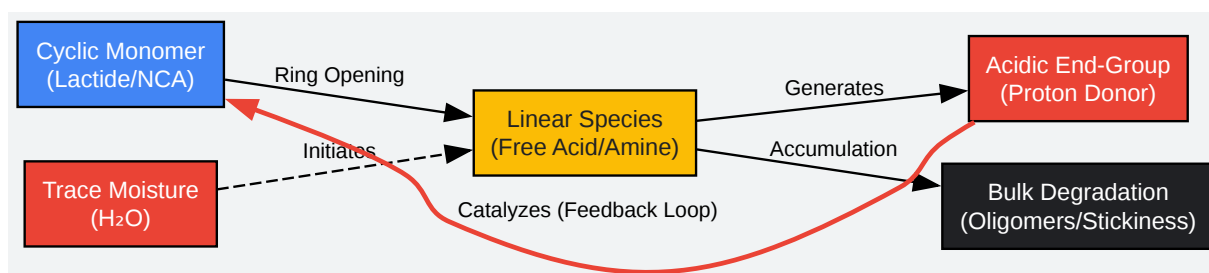 Cyclic Monomer
(Lactide/NCA)
Ring Opening
Trace Moisture
(H₂O)
Initiates
Linear Species
(Free Acid/Amine)
Generates
Acidic End-Group
(Proton Donor)
Accumulation
Bulk Degradation
(Oligomers/Stickiness)
Catalyzes (Feedback Loop)